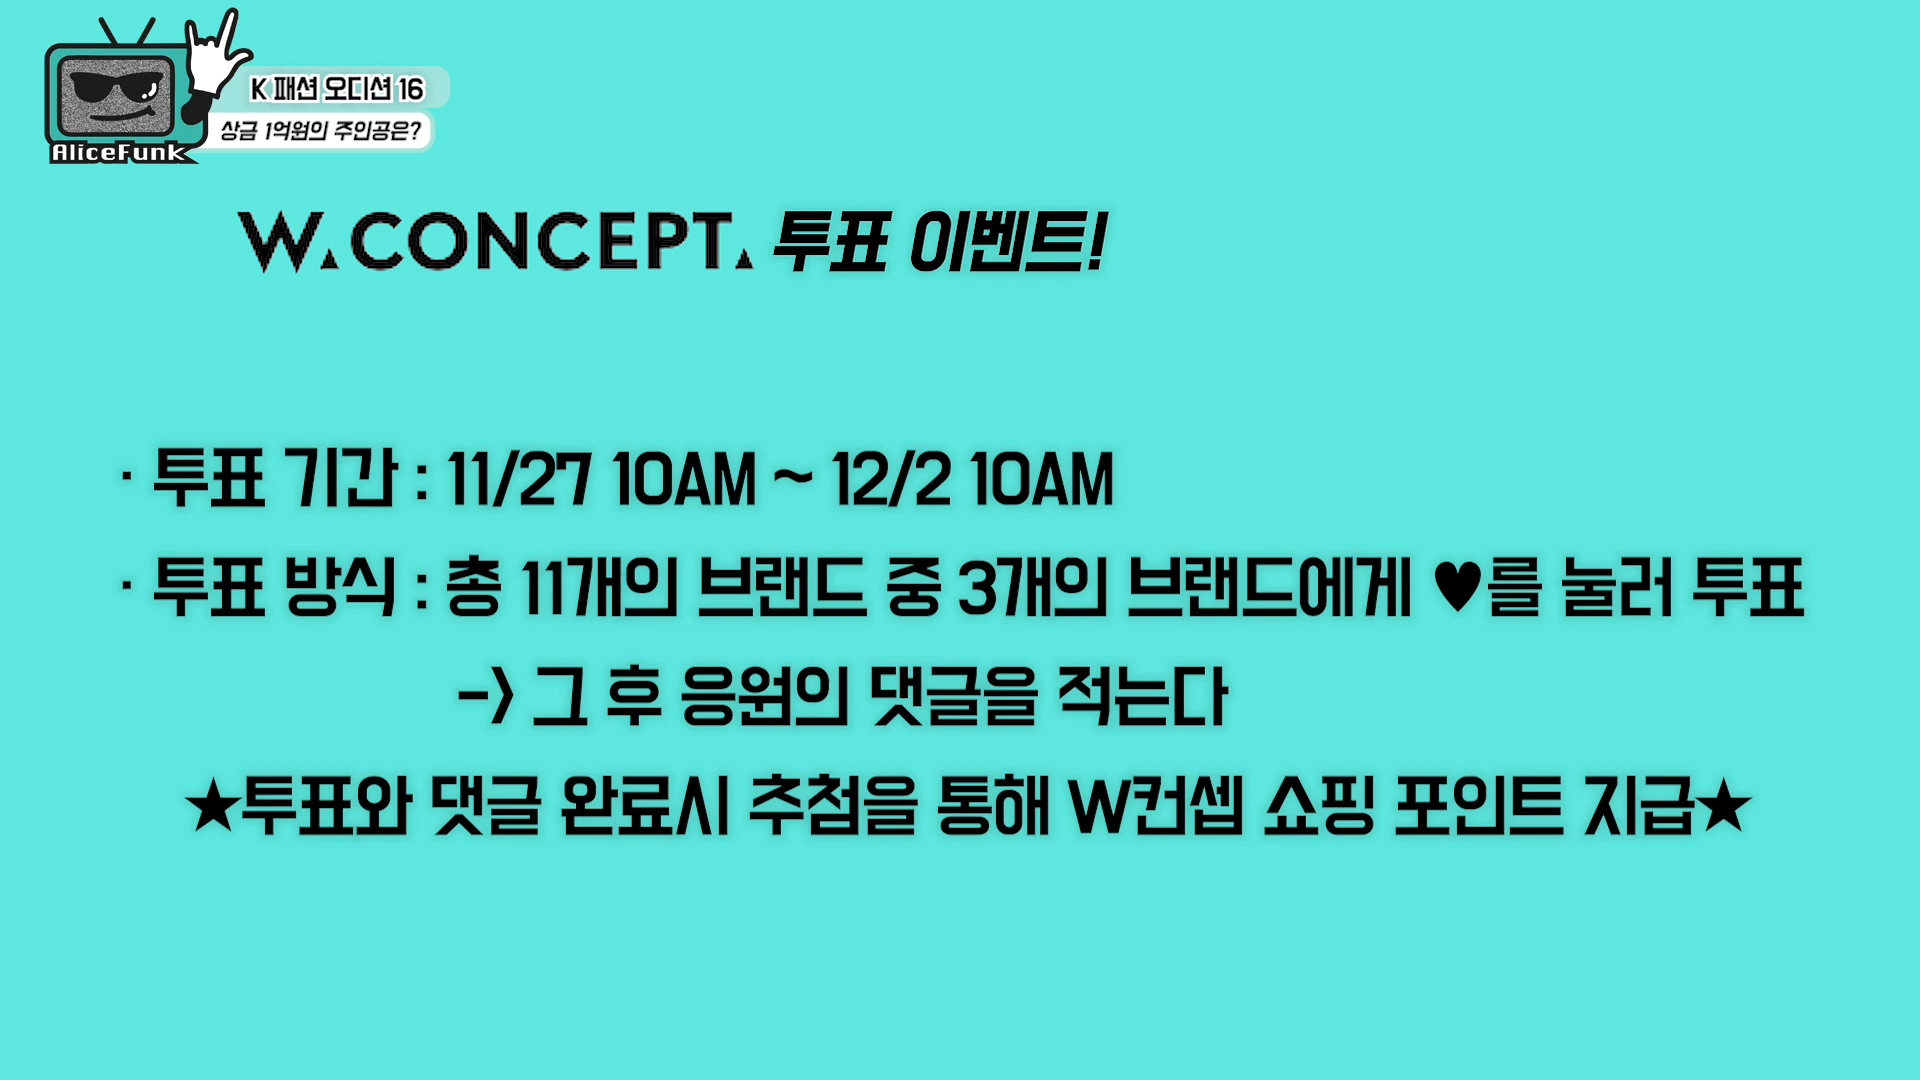 K 패션 오디션 16
상금 1억원의 주인공은?
AliceFunk
W.CONCEPT. 투표 이벤트!
· 투표 기간 : 11/27 10AM ~ 12/2 10AM
· 투표 방식 : 총 11개의 브랜드 중 3개의 브랜드에게 ♥를 눌러 투표
-> 그 후 응원의 댓글을 적는다
★투표와 댓글 완료시 추첨을 통해 W컨셉 쇼핑 포인트 지급★